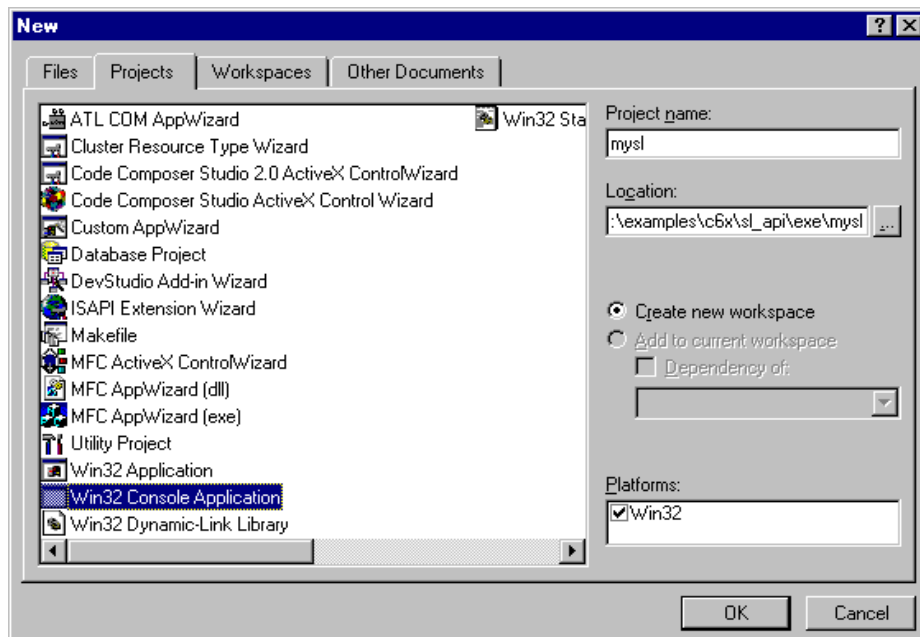 New
Files Projects Workspaces Other Documents
ATL COM AppWizard
Cluster Resource Type Wizard
Code Composer Studio 2.0 ActiveX ControlWizard
Code Composer Studio ActiveX Control Wizard
Custom AppWizard
Database Project
DevStudio Add-in Wizard
ISAPI Extension Wizard
Makefile
MFC ActiveX ControlWizard
MFC AppWizard (dll)
MFC AppWizard (exe)
Utility Project
Win32 Application
Win32 Console Application
Win32 Dynamic-Link Library
Win32 Sta
Project name:
mysl
Location:
:\examples\c6x\sl_api\exe\mysl
...
Create new workspace
Add to current workspace
Dependency of:
Platforms:
Win32
OK Cancel